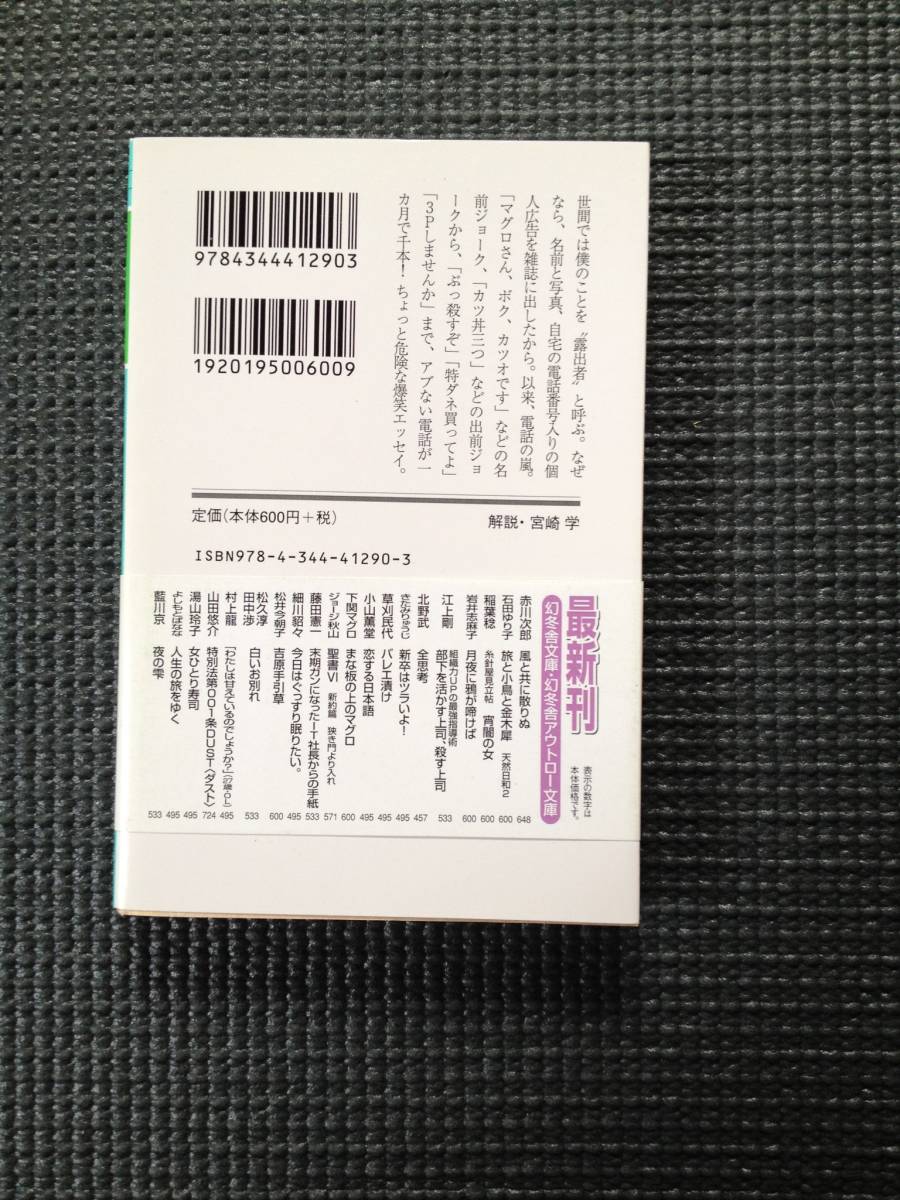 世間では僕のことを〝露出者〟と呼ぶ。なぜ
なら、名前と写真、自宅の電話番号入りの個
人広告を雑誌に出したから。以来、電話の嵐。
「マグロさん、ボク、カツオです」などの名
前ジョーク、「カツ丼三つ」などの出前ジョ
ークから、「ぶっ殺すぞ」「特ダネ買ってよ」
「3Pしませんか」まで、アブない電話が一
カ月で千本! ちょっと危険な爆笑エッセイ。
9784344412903
1920195006009
定価(本体600円+税)
解説・宮崎 学
ISBN978-4-344-41290-3
最新刊
幻冬舎文庫・幻冬舎アウトロー文庫
表示の数字は
本体価格です。
赤川次郎 風と共に散りぬ 648
石田ゆり子 旅と小鳥と金木犀 天然日和2 600
稲葉稔 糸針屋見立帖 宵闇の女 600
岩井志麻子 月夜に鴉が啼けば 600
江上剛 組織力UPの最強指導術 部下を活かす上司、殺す上司 533
北野武 全思考 457
きたみりゅうじ 新卒はツラいよ! 495
草刈民代 バレエ漬け 495
小山薫堂 恋する日本語 495
下関マグロ まな板の上のマグロ 600
ジョージ秋山 聖書VI 新約篇 狭き門より入れ 571
藤田憲一 末期ガンになったIT社長からの手紙 533
細川貂々 今日はぐっすり眠りたい。 495
松井今朝子 吉原手引草 600
松久淳
田中渉 白いお別れ 533
村上龍 「わたしは甘えているのでしょうか?」(27歳・OL) 495
山田悠介 特別法第001条DUST〈ダスト〉 724
湯山玲子 女ひとり寿司 495
よしもとばなな 人生の旅をゆく 495
藍川京 夜の雫 533